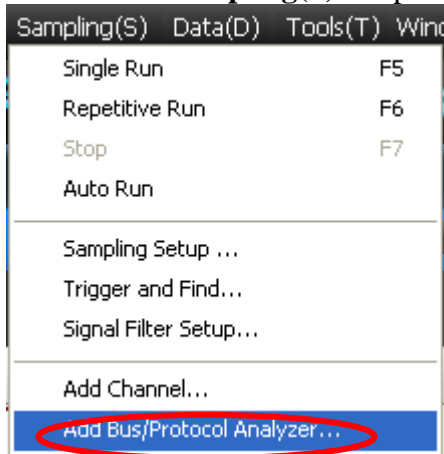 Sampling(S) Data(D) Tools(T)
Single Run F5
Repetitive Run F6
Stop F7
Auto Run
Sampling Setup ...
Trigger and Find...
Signal Filter Setup...
Add Channel...
Add Bus/Protocol Analyzer...